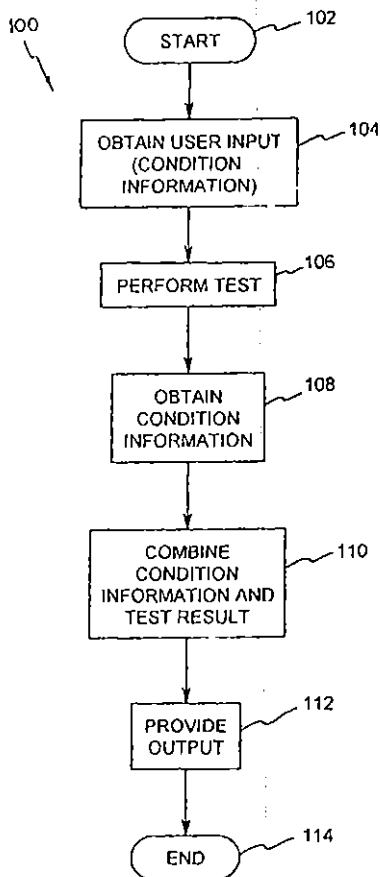 100
START
102
OBTAIN USER INPUT
(CONDITION
INFORMATION)
104
PERFORM TEST
106
OBTAIN
CONDITION
INFORMATION
108
COMBINE
CONDITION
INFORMATION AND
TEST RESULT
110
PROVIDE
OUTPUT
112
END
114